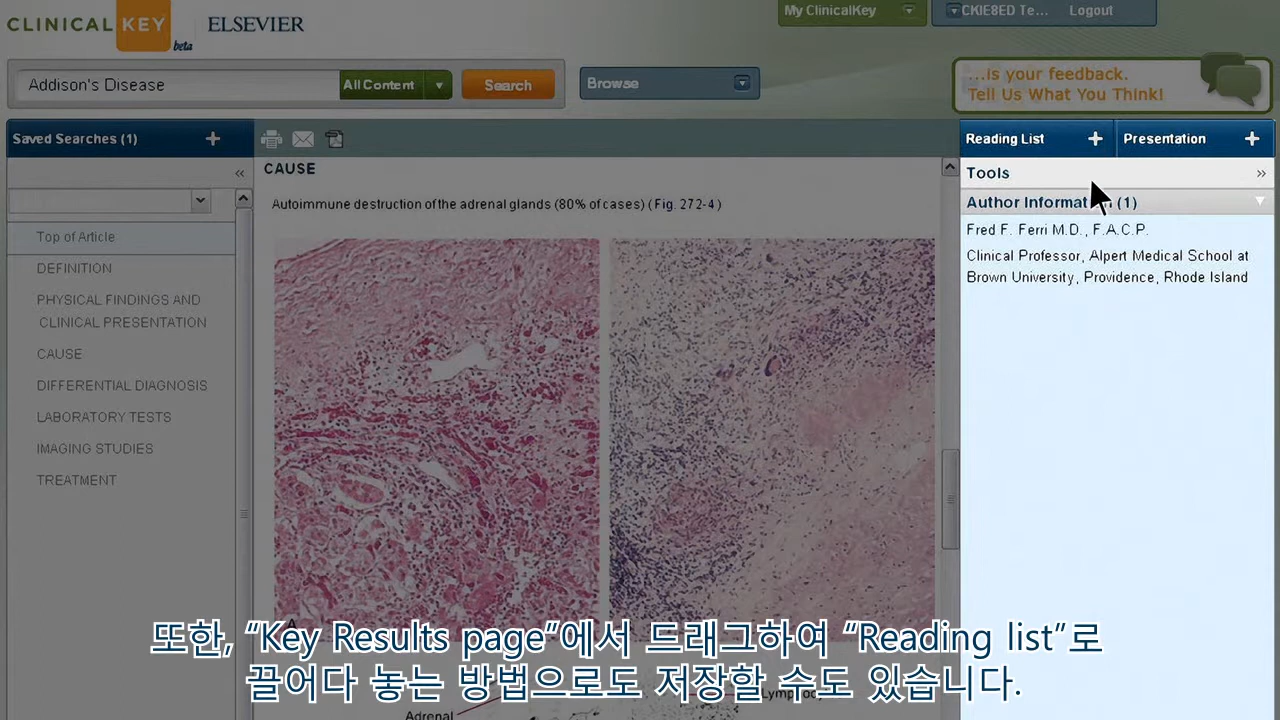 CLINICAL KEY beta ELSEVIER
My ClinicalKey
CKIE8ED Te... Logout
Addison's Disease All Content Search
Browse
...is your feedback.
Tell Us What You Think!
Saved Searches (1)
Reading List
Presentation
«
Top of Article
DEFINITION
PHYSICAL FINDINGS AND
CLINICAL PRESENTATION
CAUSE
DIFFERENTIAL DIAGNOSIS
LABORATORY TESTS
IMAGING STUDIES
TREATMENT
CAUSE
Autoimmune destruction of the adrenal glands (80% of cases) (Fig. 272-4)
A
Adrenal
Tools »
(1)
Fred F. Ferri M.D., F.A.C.P.
Clinical Professor, Alpert Medical School at
Brown University, Providence, Rhode Island
또한, “Key Results page”에서 드래그하여 “Reading list”로
끌어다 놓는 방법으로도 저장할 수도 있습니다.